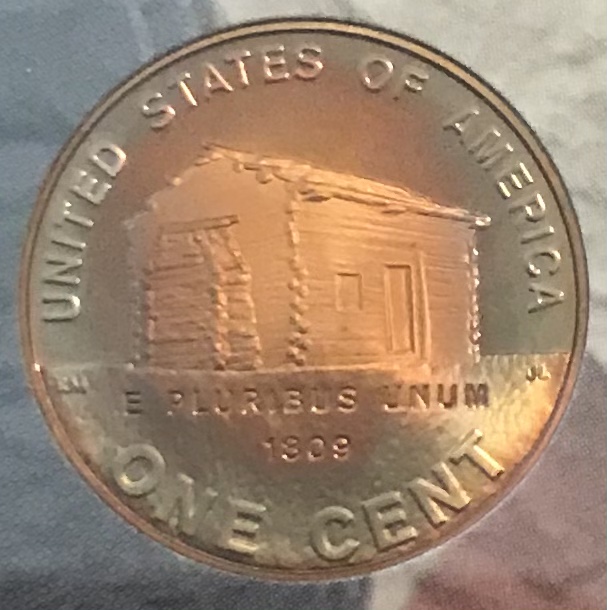 UNITED STATES OF AMERICA
E PLURIBUS UNUM
1809
ONE CENT